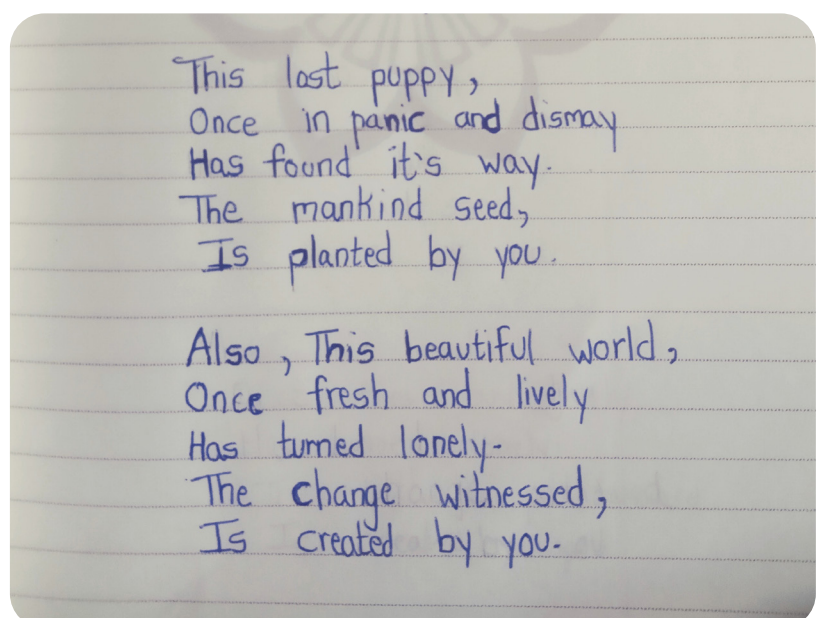 This lost puppy,
Once in panic and dismay
Has found it's way.
The mankind seed,
Is planted by you.
Also, This beautiful world,
Once fresh and lively
Has turned lonely.
The change witnessed,
Is created by you.